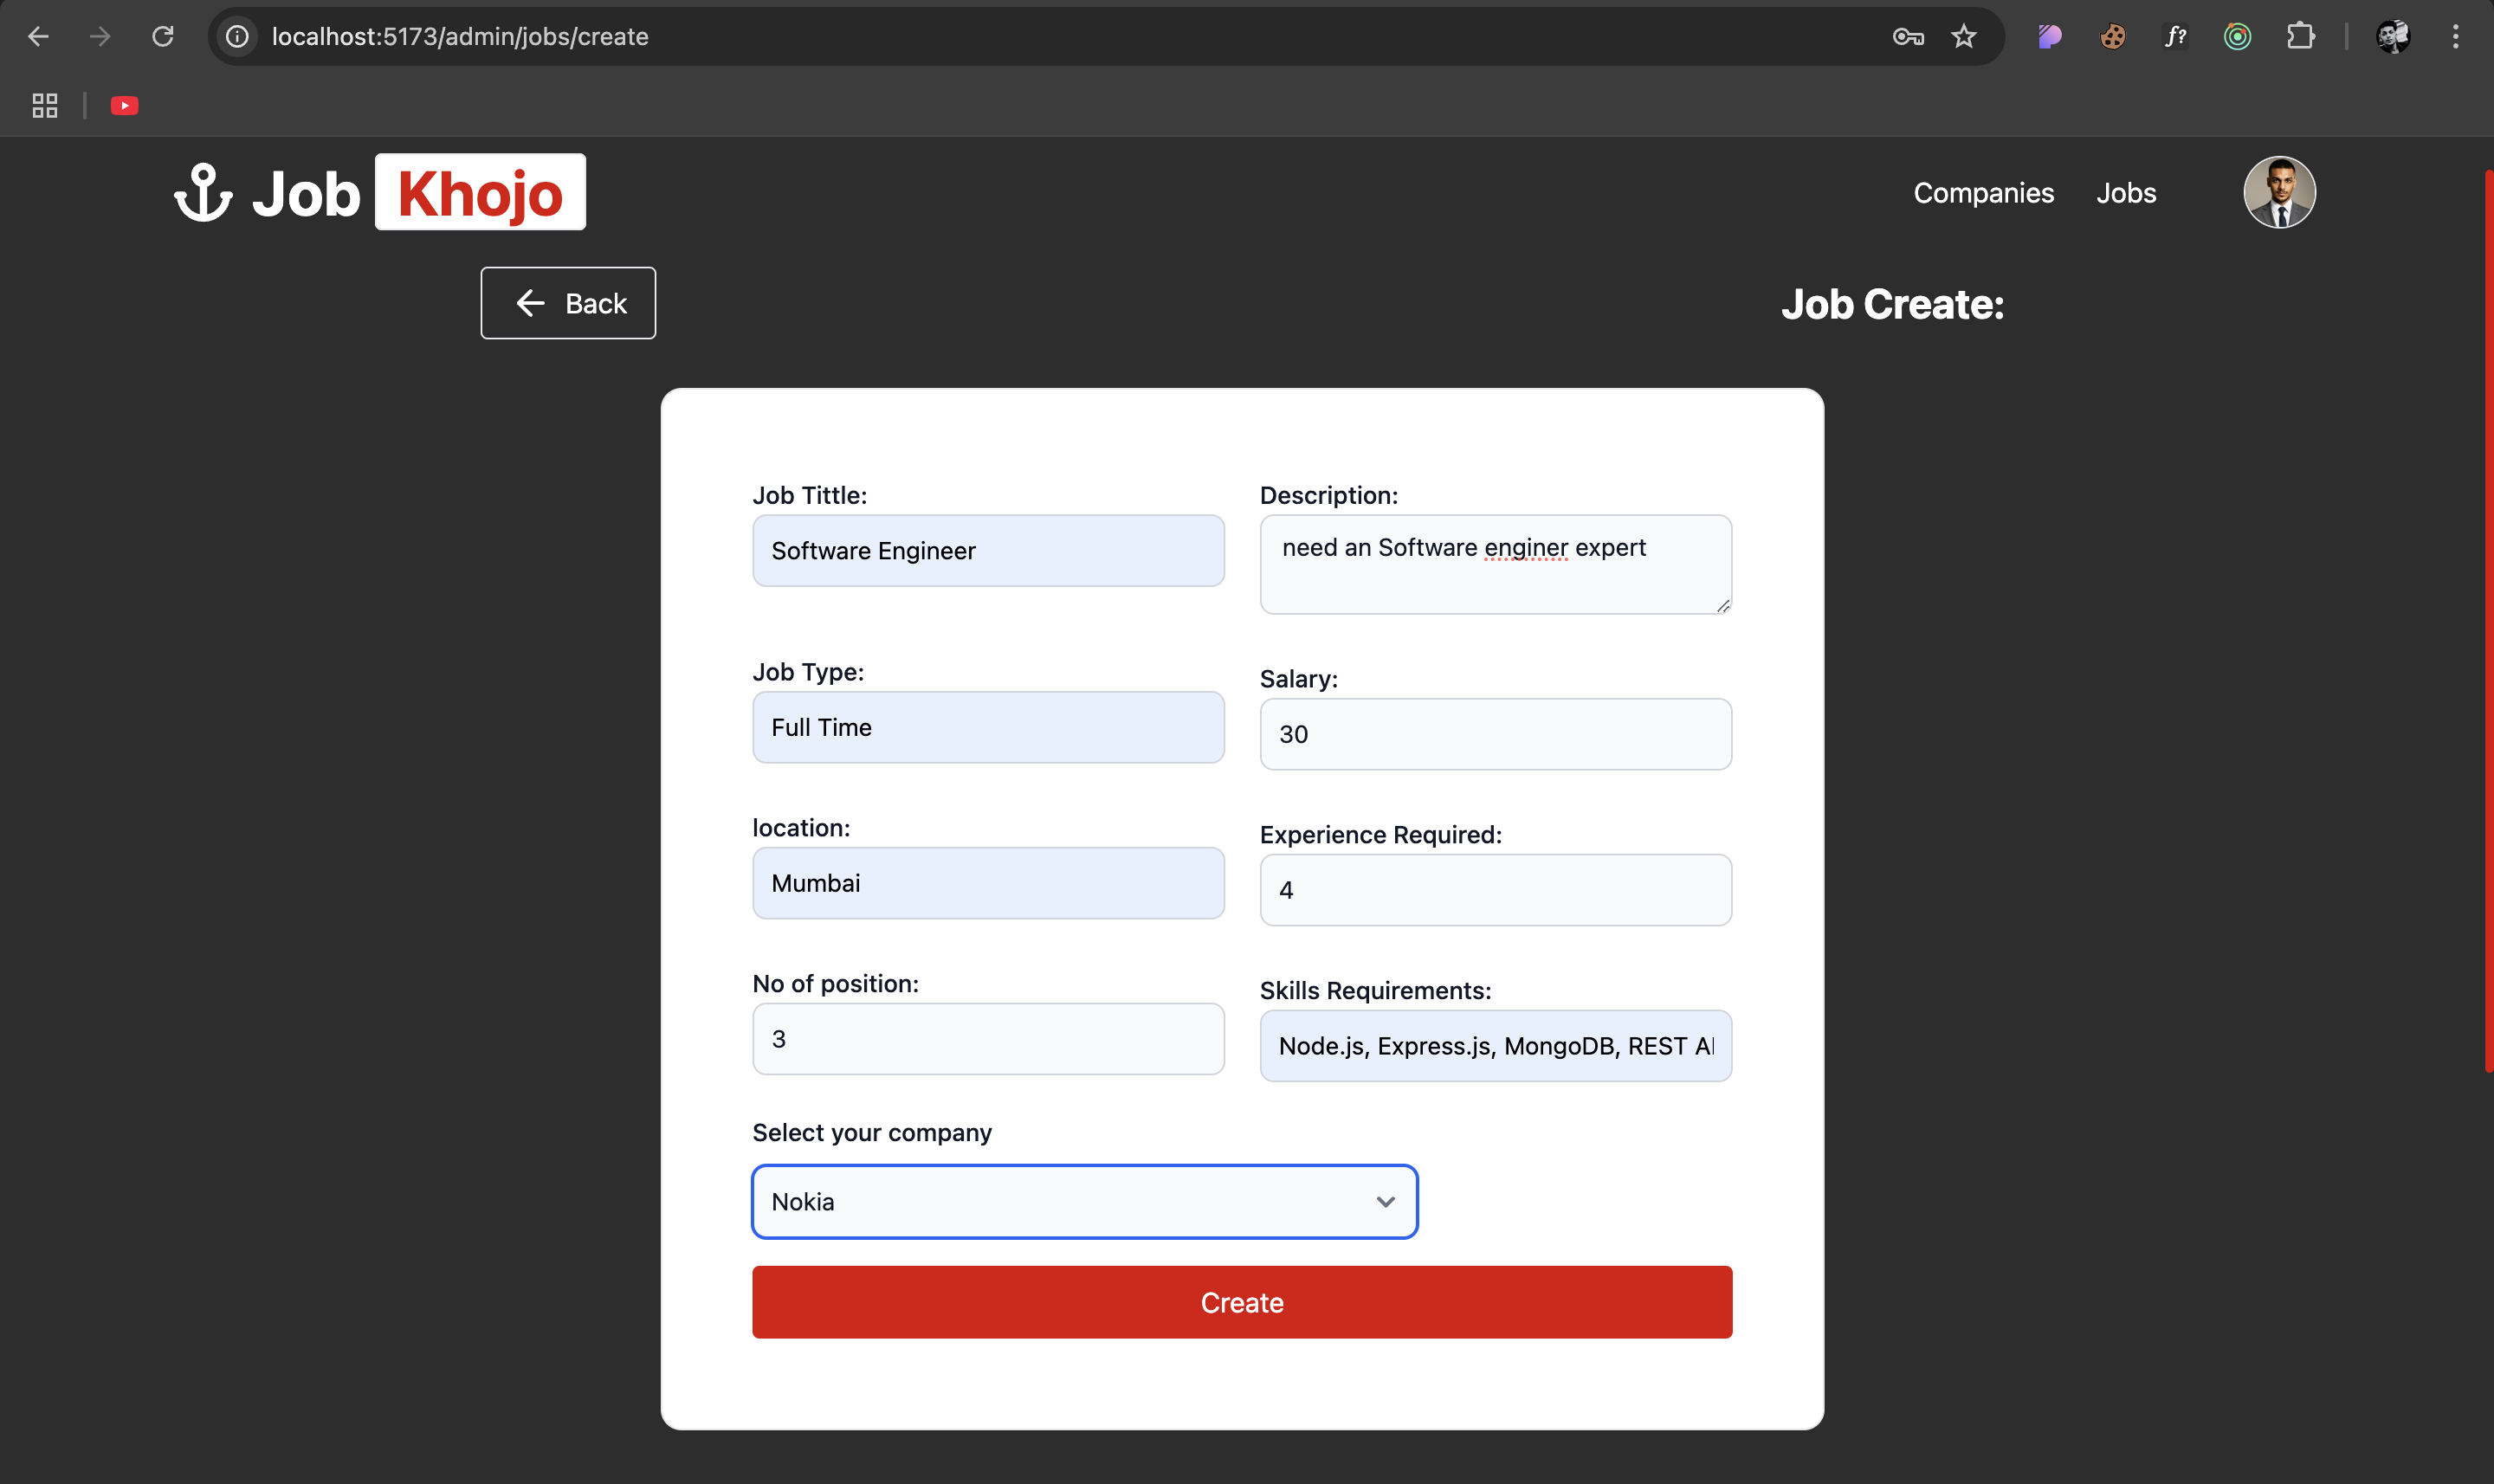 localhost:5173/admin/jobs/create
Job Khojo
Companies Jobs
Back
Job Create:
Job Tittle:
Software Engineer
Description:
need an Software enginer expert
Job Type:
Full Time
Salary:
30
location:
Mumbai
Experience Required:
4
No of position:
3
Skills Requirements:
Node.js, Express.js, MongoDB, REST
Select your company
Nokia
Create